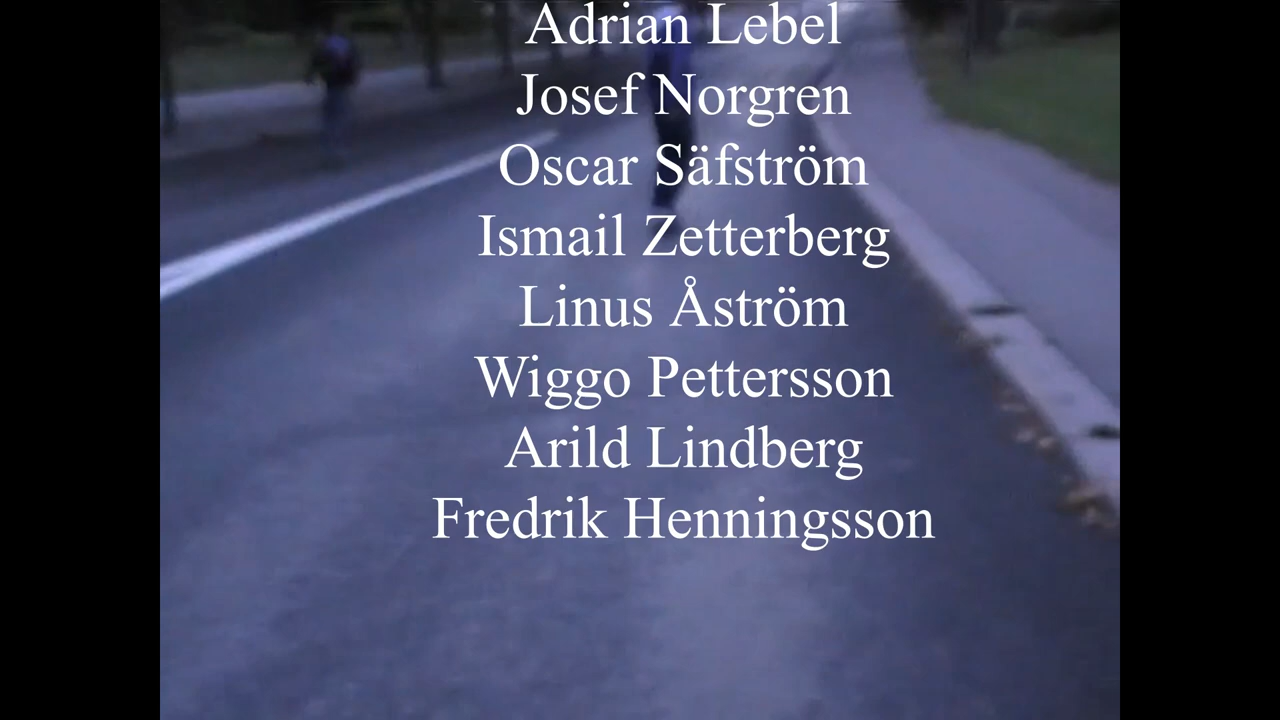 Adrian Lebel
Josef Norgren
Oscar Säfström
Ismail Zetterberg
Linus Åström
Wiggo Pettersson
Arild Lindberg
Fredrik Henningsson